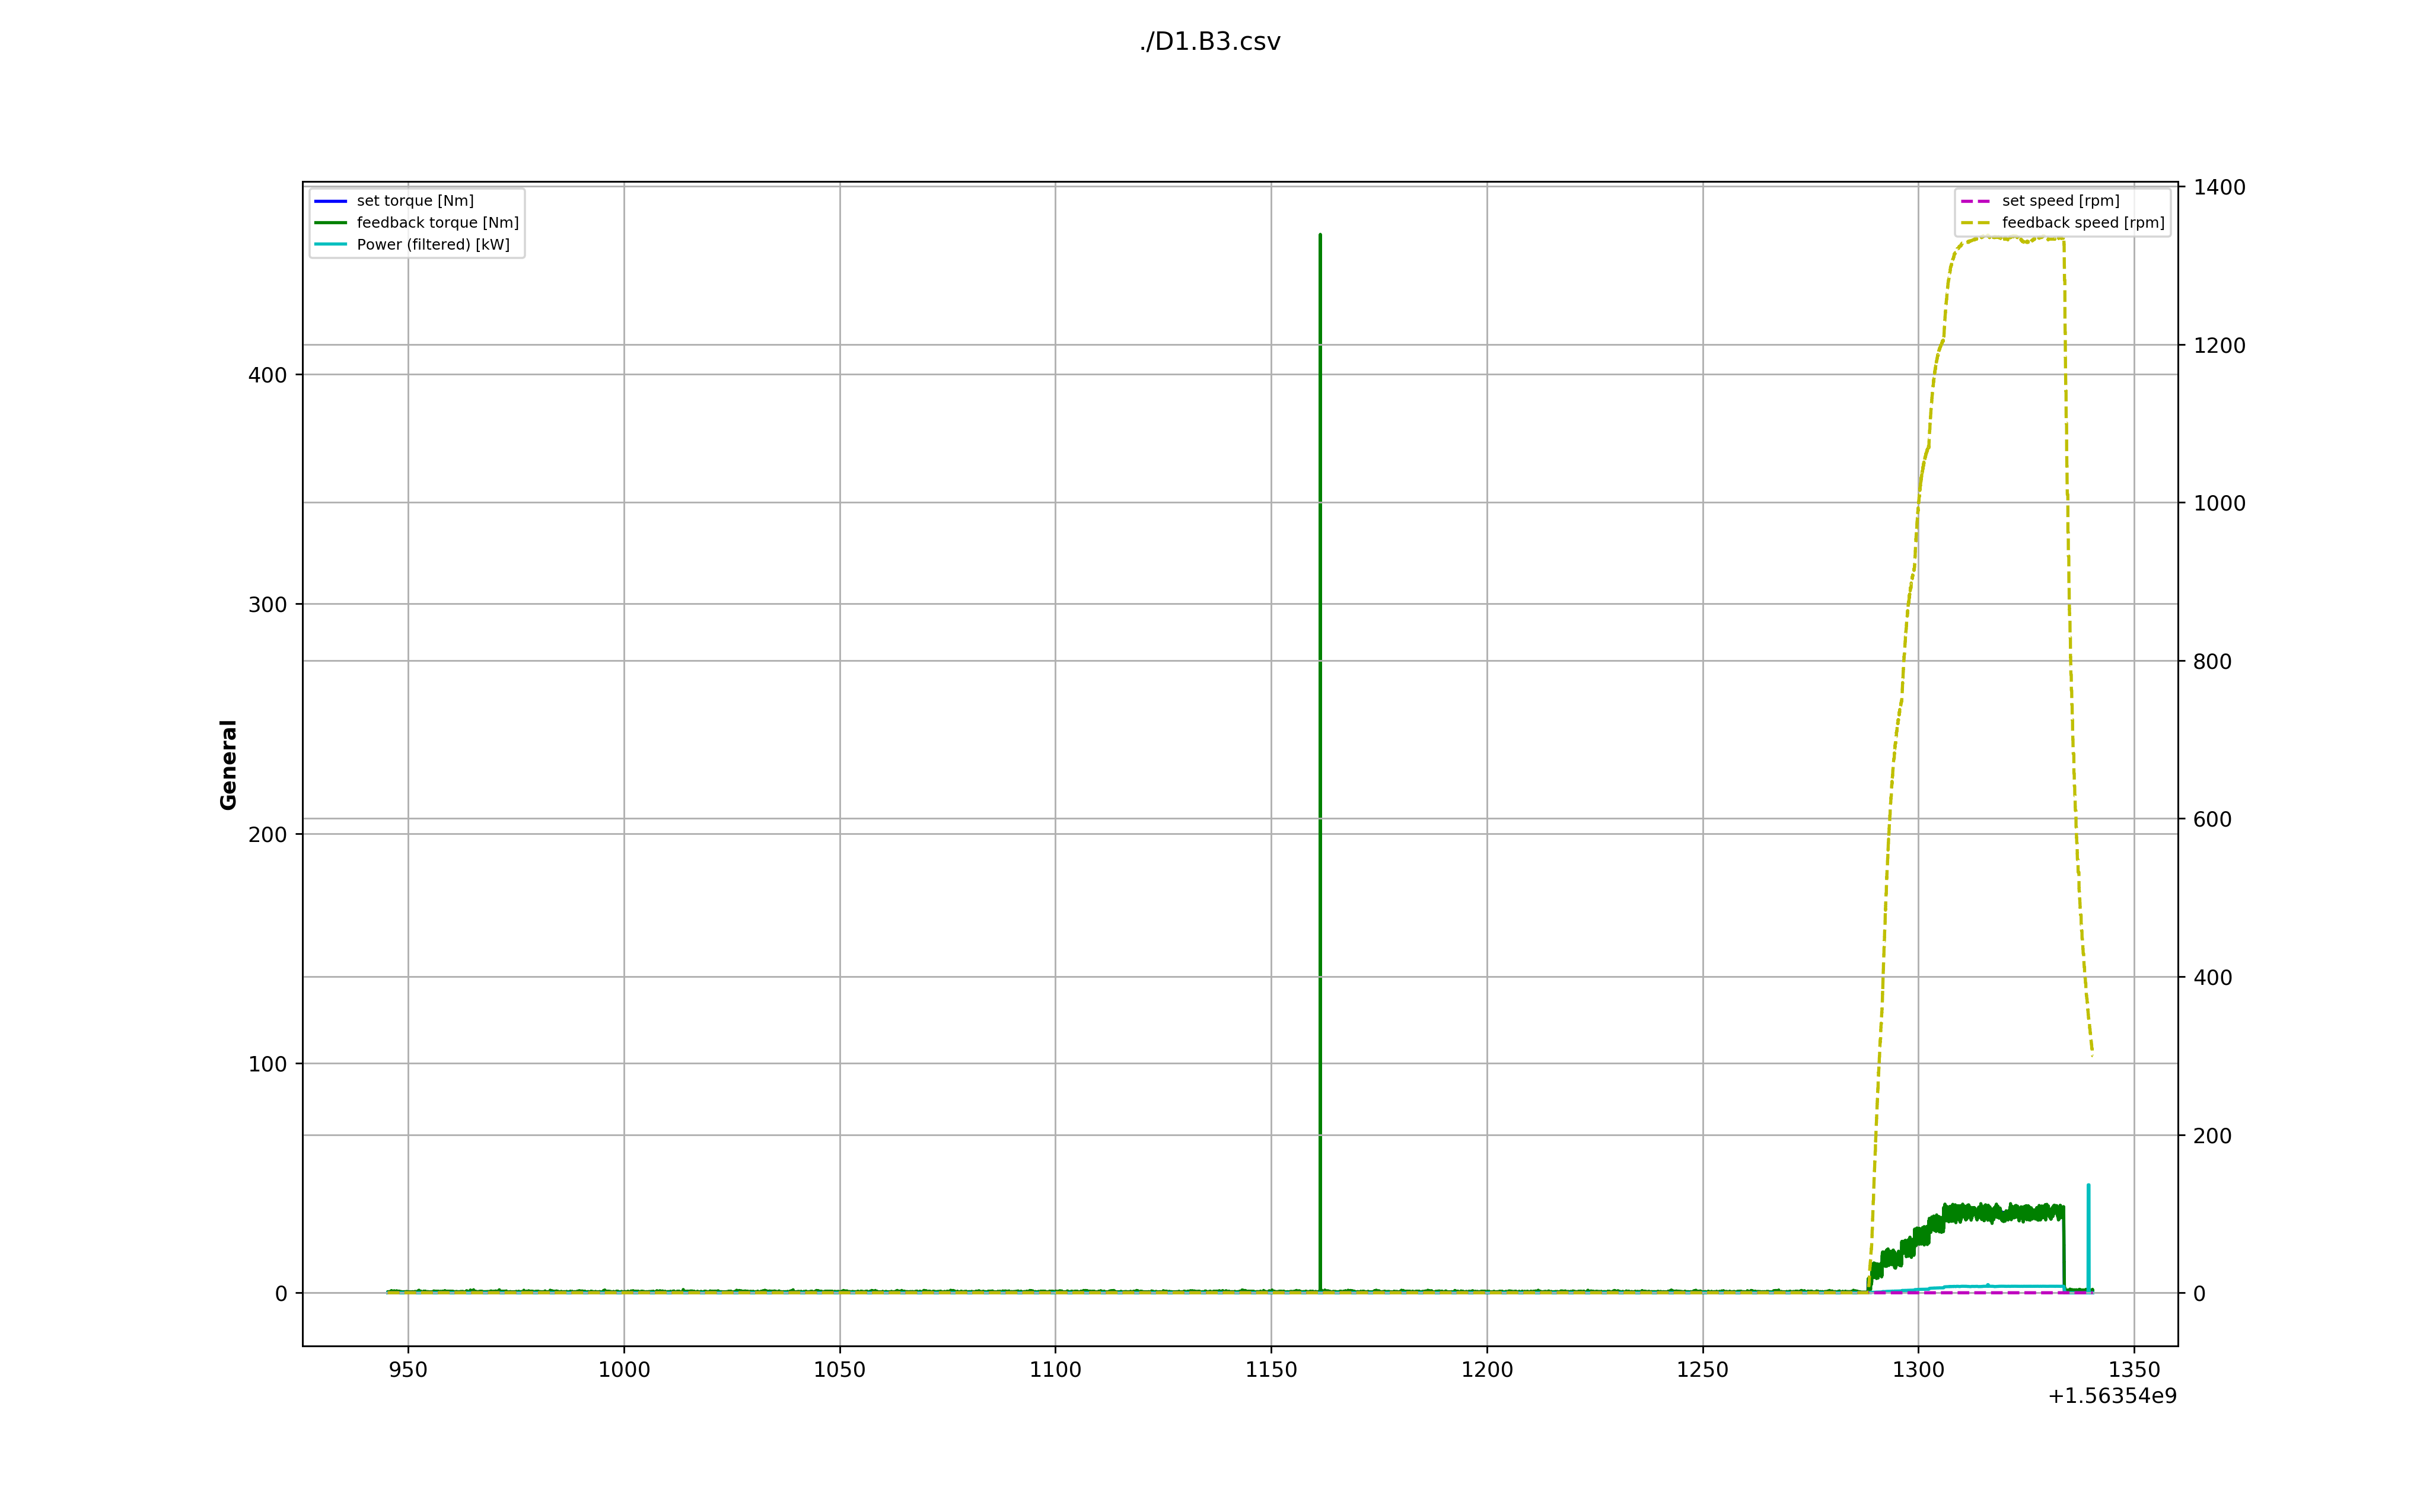 ./D1.B3.csv
set torque [Nm]
feedback torque [Nm]
Power (filtered) [kW]
set speed [rpm]
feedback speed [rpm]
General
400
300
200
100
0
1400
1200
1000
800
600
400
200
0
950 1000 1050 1100 1150 1200 1250 1300 1350
+1.56354e9